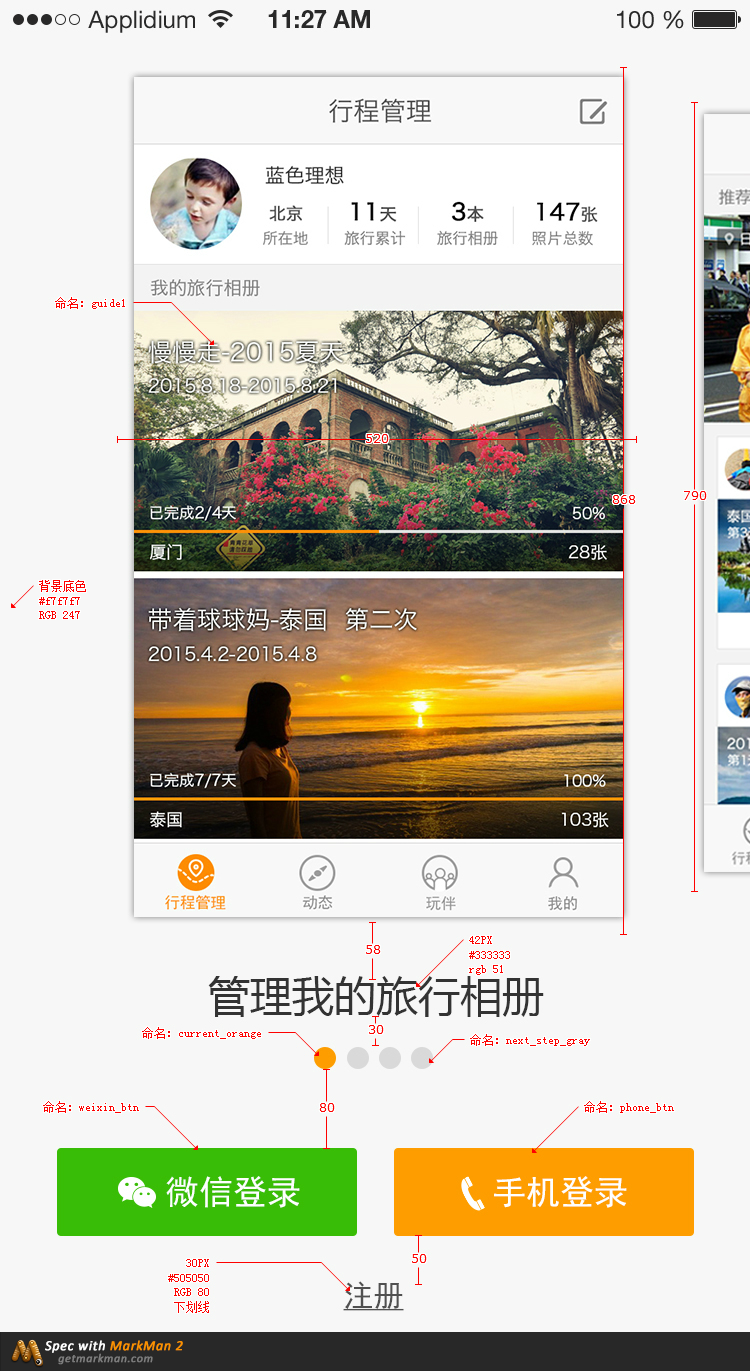 Applidium 11:27 AM 100 %
行程管理
蓝色理想
北京 11天 3本 147张
所在地 旅行累计 旅行相册 照片总数
我的旅行相册
命名: guide1
慢慢走-2015夏天
2015.8.18-2015.8.21
520
已完成2/4天 50%
厦门 28张
868
790
推荐
背景底色
#f7f7f7
RGB 247
带着球球妈-泰国 第二次
2015.4.2-2015.4.8
已完成7/7天 100%
泰国 103张
泰国
201
行程管理 动态 玩伴 我的
58
42PX
#333333
rgb 51
管理我的旅行相册
30
命名: current_orange
命名: next_step_gray
80
命名: weixin_btn
命名: phone_btn
微信登录 手机登录
50
30PX
#505050
RGB 80
下划线
注册
Spec with MarkMan 2
getmarkman.com